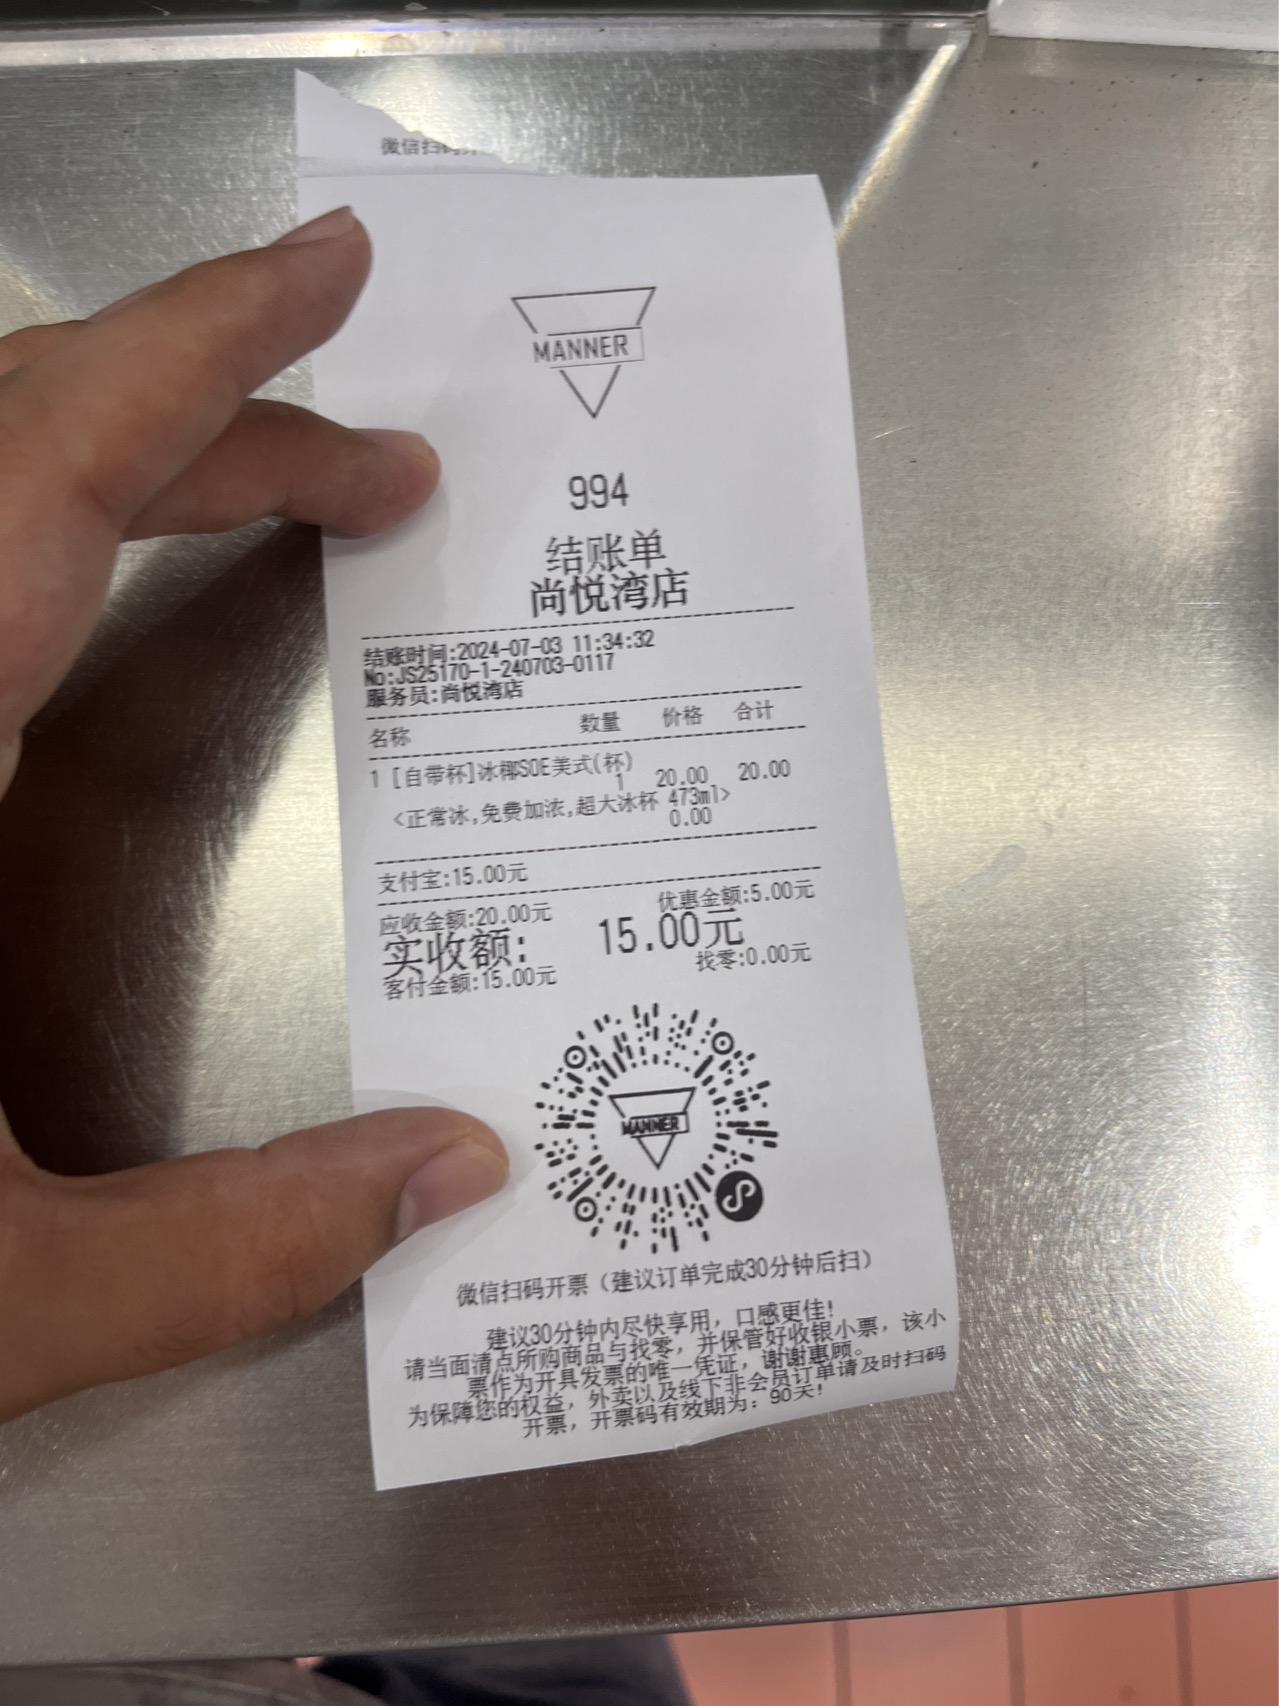 微信扫码开
MANNER
994
结账单
尚悦湾店
结账时间:2024-07-03 11:34:32
No:JS25170-1-240703-0117
服务员:尚悦湾店
名称 数量 价格 合计
1 [自带杯]冰椰SOE美式(杯)
1 20.00 20.00
<正常冰,免费加浓,超大冰杯 473ml>
0.00
支付宝:15.00元
应收金额:20.00元 优惠金额:5.00元
实收额: 15.00元
客付金额:15.00元 找零:0.00元
MANNER
微信扫码开票（建议订单完成30分钟后扫）
建议30分钟内尽快享用，口感更佳!
请当面清点所购商品与找零，并保管好收银小票，该小
票作为开具发票的唯一凭证，谢谢惠顾。
为保障您的权益，外卖以及线下非会员订单请及时扫码
开票，开票码有效期为：90天!